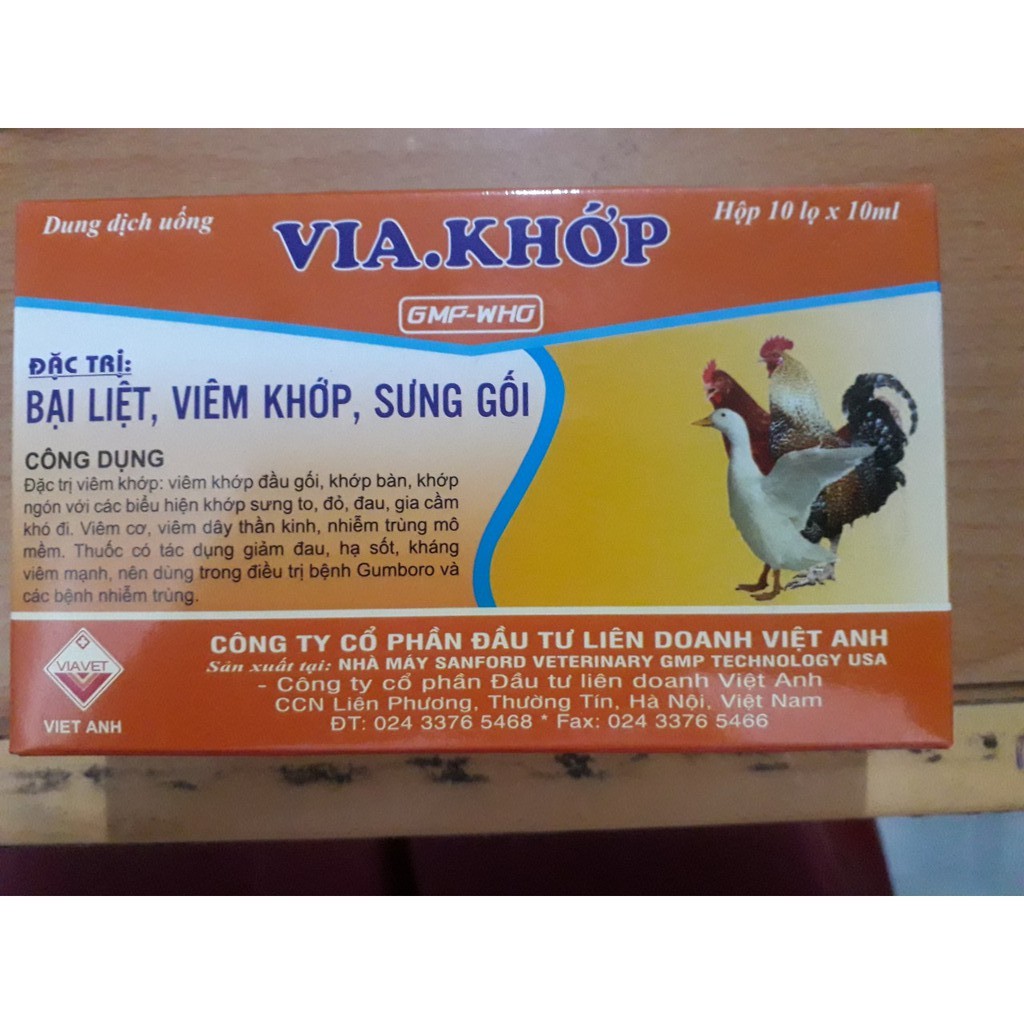 Dung dịch uống
VIA.KHỚP
Hộp 10 lọ x 10ml
GMP-WHO
ĐẶC TRỊ:
BẠI LIỆT, VIÊM KHỚP, SƯNG GỐI
CÔNG DỤNG
Đặc trị viêm khớp: viêm khớp đầu gối, khớp bàn, khớp
ngón với các biểu hiện khớp sưng to, đỏ, đau, gia cầm
khó đi. Viêm cơ, viêm dây thần kinh, nhiễm trùng mô
mềm. Thuốc có tác dụng giảm đau, hạ sốt, kháng
viêm mạnh, nên dùng trong điều trị bệnh Gumboro và
các bệnh nhiễm trùng.
VIAVET
VIET ANH
CÔNG TY CỔ PHẦN ĐẦU TƯ LIÊN DOANH VIỆT ANH
Sản xuất tại: NHÀ MÁY SANFORD VETERINARY GMP TECHNOLOGY USA
- Công ty cổ phần Đầu tư liên doanh Việt Anh
CCN Liên Phương, Thường Tín, Hà Nội, Việt Nam
ĐT: 024 3376 5468 * Fax: 024 3376 5466